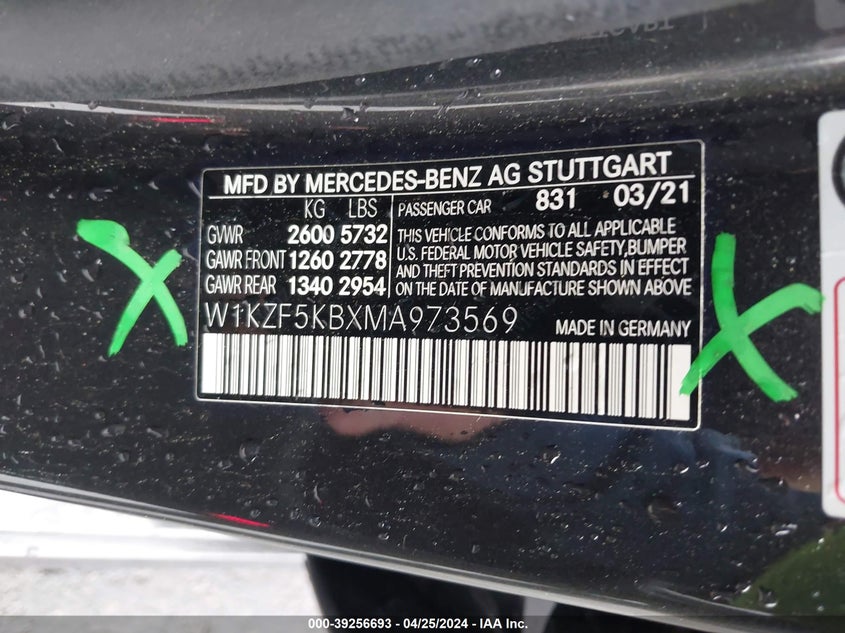 MFD BY MERCEDES-BENZ AG STUTTGART
KG LBS
PASSENGER CAR 831 03/21
GVWR 2600 5732
GAWR FRONT 1260 2778
GAWR REAR 1340 2954
THIS VEHICLE CONFORMS TO ALL APPLICABLE
U.S. FEDERAL MOTOR VEHICLE SAFETY,BUMPER
AND THEFT PREVENTION STANDARDS IN EFFECT
ON THE DATE OF MANUFACTURE SHOWN ABOVE
W1KZF5KBXMA973569
MADE IN GERMANY
000-39256693 - 04/25/2024 - IAA Inc.